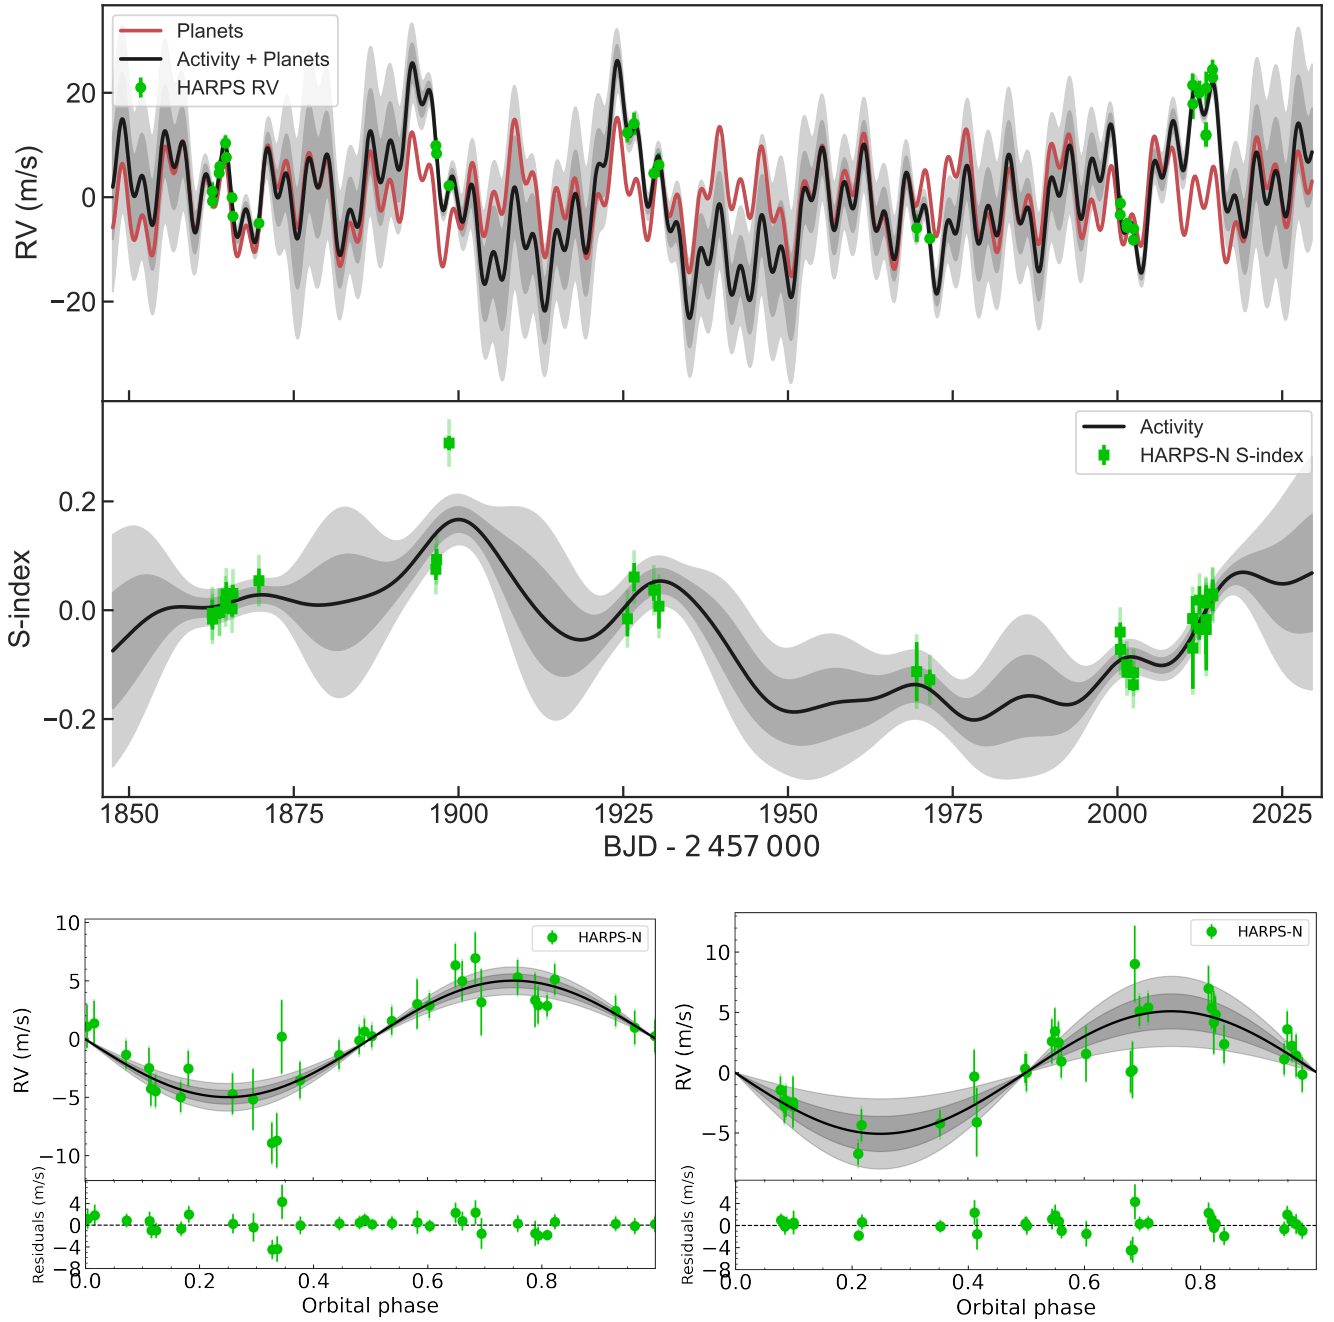 Planets
Activity + Planets
HARPS RV
RV (m/s)
20
0
−20
Activity
HARPS-N S-index
S-index
0.2
0.0
−0.2
1850 1875 1900 1925 1950 1975 2000 2025
BJD - 2 457 000
HARPS-N
RV (m/s)
10
5
0
−5
−10
Residuals (m/s)
4
0
−4
−8
0.0 0.2 0.4 0.6 0.8
Orbital phase
HARPS-N
RV (m/s)
10
5
0
−5
Residuals (m/s)
4
0
−4
−8
0.0 0.2 0.4 0.6 0.8
Orbital phase